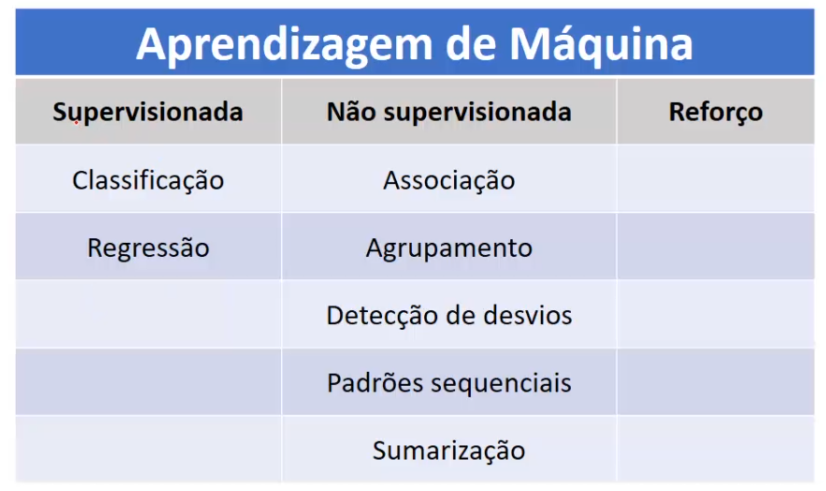 Aprendizagem de Máquina
Supervisionada Não supervisionada Reforço
Classificação Associação
Regressão Agrupamento
Detecção de desvios
Padrões sequenciais
Sumarização